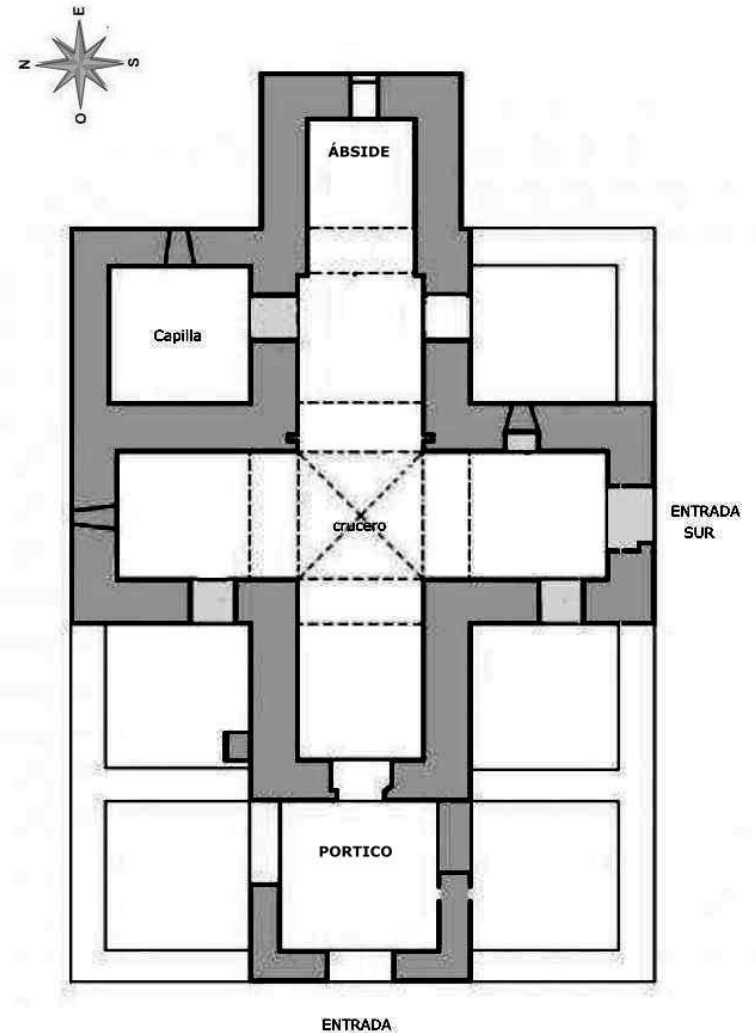 E
N
S
O
ÁBSIDE
Capilla
crucero
ENTRADA
SUR
PORTICO
ENTRADA